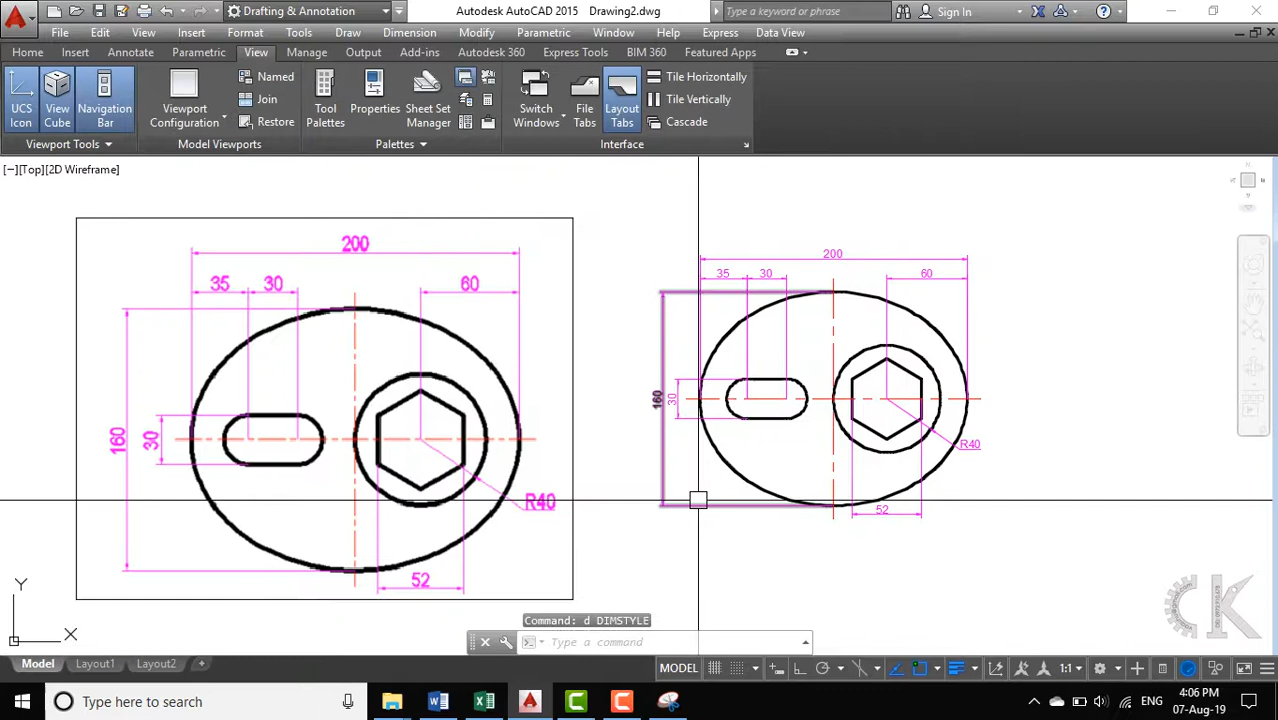 Drafting & Annotation
Autodesk AutoCAD 2015 Drawing2.dwg
Type a keyword or phrase
Sign In
File Edit View Insert Format Tools Draw Dimension Modify Parametric Window Help Express Data View
Home Insert Annotate Parametric View Manage Output Add-ins Autodesk 360 Express Tools BIM 360 Featured Apps
UCS Icon
View Cube
Navigation Bar
Viewport Configuration
Named
Join
Restore
Tool Palettes
Properties
Sheet Set Manager
Switch Windows
File Tabs
Layout Tabs
Tile Horizontally
Tile Vertically
Cascade
Viewport Tools
Model Viewports
Palettes
Interface
[−][Top][2D Wireframe]
200
35 30 60
160
30
R40
52
200
35 30 60
160
30
R40
52
Y
X
Command: d DIMSTYLE
Type a command
Model Layout1 Layout2 +
MODEL 1:1
Type here to search
ENG
4:06 PM
07-Aug-19